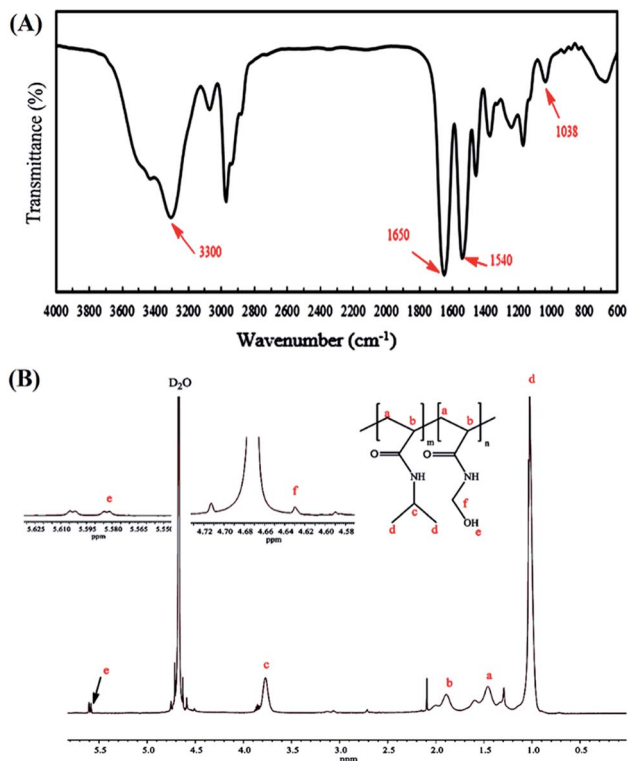 (A)
Transmittance (%)
3300
1650
1540
1038
4000 3800 3600 3400 3200 3000 2800 2600 2400 2200 2000 1800 1600 1400 1200 1000 800 600
Wavenumber (cm⁻¹)
(B)
D₂O
d
a b a b
m n
O NH O NH
c f
d d OH e
e
5.625 5.610 5.595 5.580 5.565 5.550
ppm
f
4.72 4.70 4.68 4.66 4.64 4.62 4.60 4.58
ppm
e
c
b
a
5.5 5.0 4.5 4.0 3.5 3.0 2.5 2.0 1.5 1.0 0.5
ppm